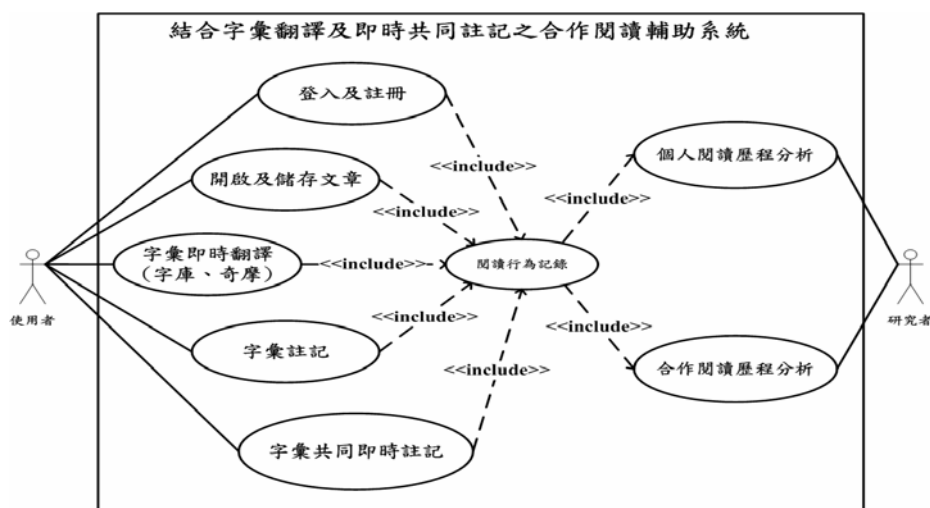 結合字彙翻譯及即時共同註記之合作閱讀輔助系統
登入及註冊
<<include>>
開啟及儲存文章
<<include>>
<<include>>
個人閱讀歷程分析
字彙即時翻譯
(字庫、奇摩)
<<include>>
閱讀行為記錄
使用者
研究者
字彙註記
<<include>>
<<include>>
<<include>>
合作閱讀歷程分析
字彙共同即時註記